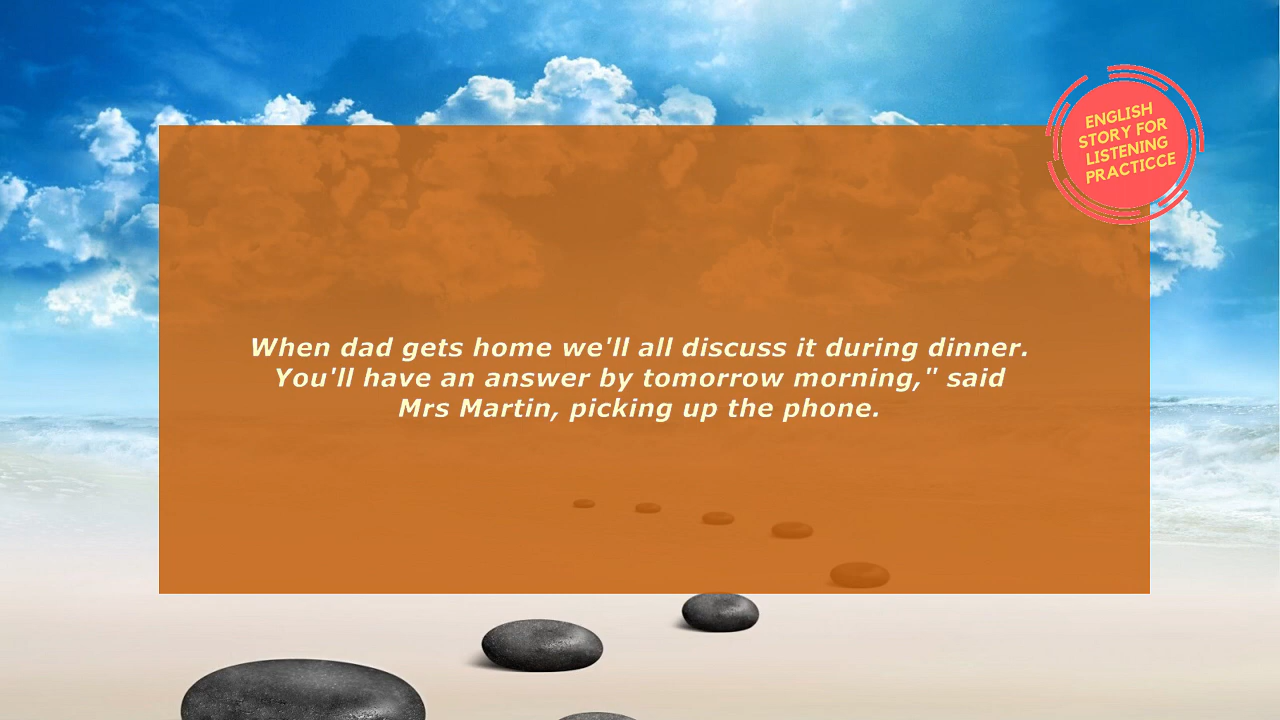 ENGLISH
STORY FOR
LISTENING
PRACTICCE
When dad gets home we'll all discuss it during dinner.
You'll have an answer by tomorrow morning," said
Mrs Martin, picking up the phone.